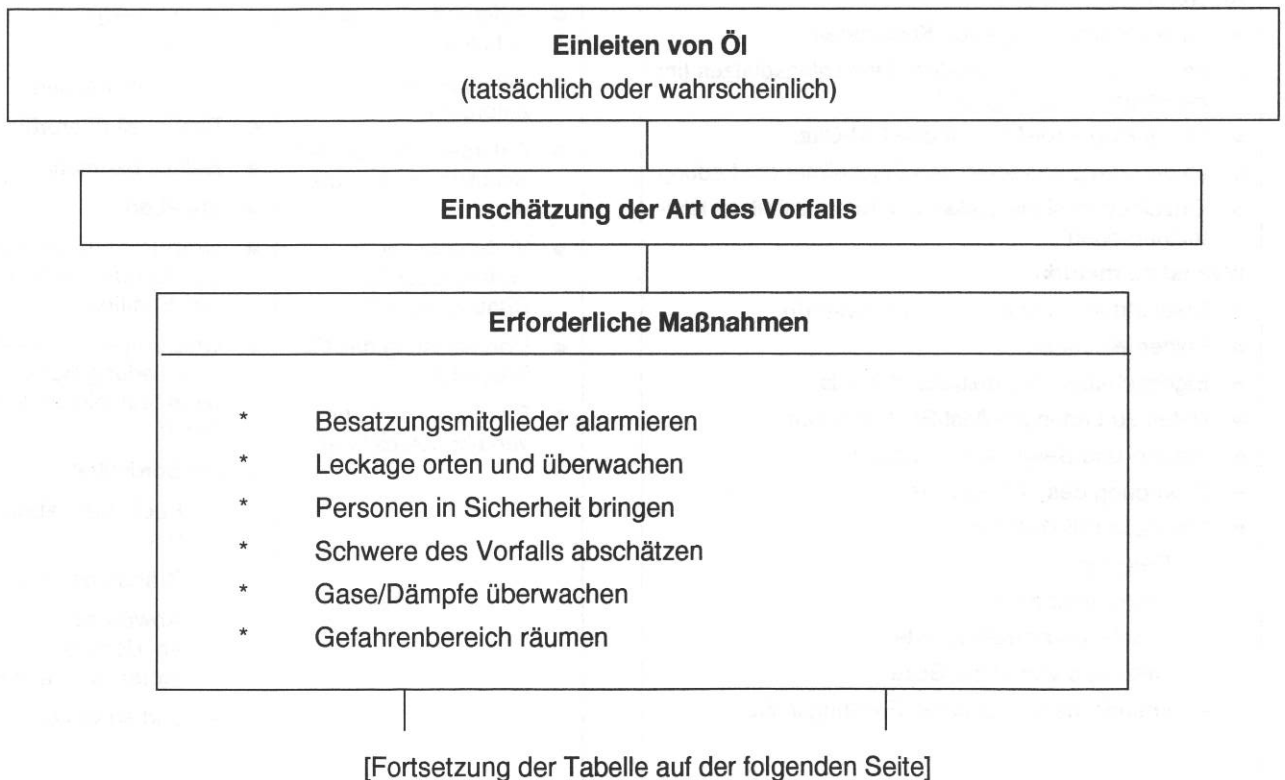 Einleiten von Öl
(tatsächlich oder wahrscheinlich)
Einschätzung der Art des Vorfalls
Erforderliche Maßnahmen
* Besatzungsmitglieder alarmieren
* Leckage orten und überwachen
* Personen in Sicherheit bringen
* Schwere des Vorfalls abschätzen
* Gase/Dämpfe überwachen
* Gefahrenbereich räumen
[Fortsetzung der Tabelle auf der folgenden Seite]